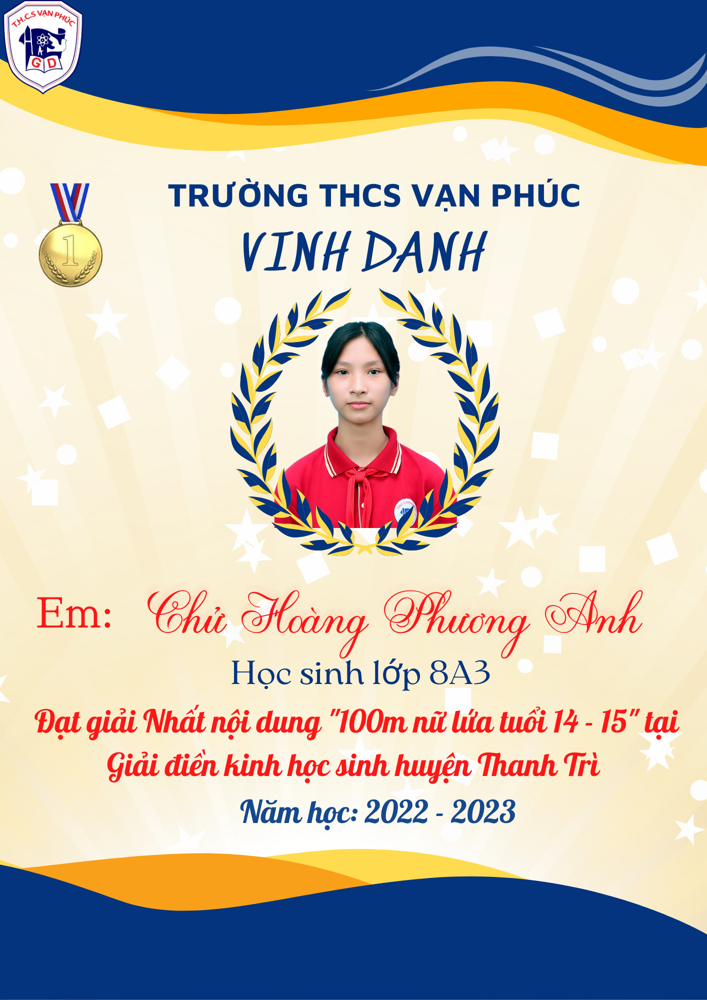 T.H.C.S VẠN PHÚC
GD
TRƯỜNG THCS VẠN PHÚC
VINH DANH
1
Em: Chử Hoàng Phương Anh
Học sinh lớp 8A3
Đạt giải Nhất nội dung "100m nữ lứa tuổi 14 - 15" tại
Giải điền kinh học sinh huyện Thanh Trì
Năm học: 2022 - 2023